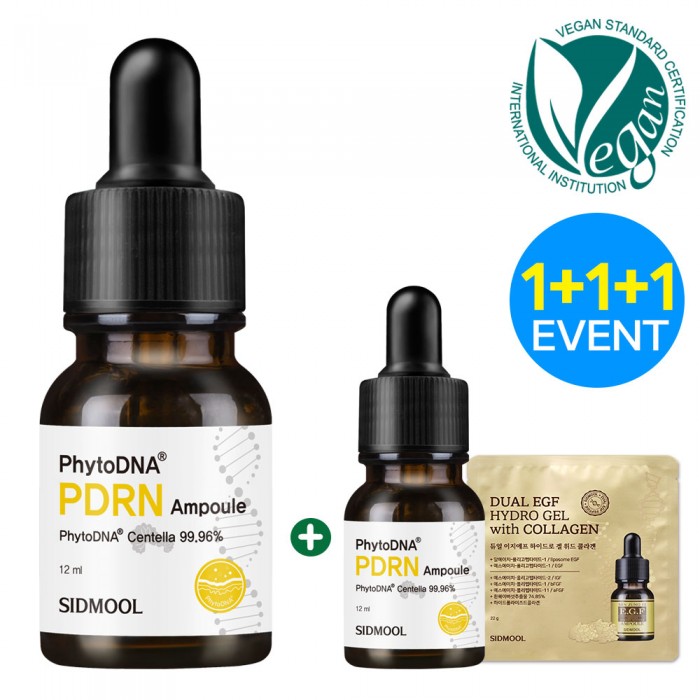 VEGAN STANDARD CERTIFICATION
Vegan
INTERNATIONAL INSTITUTION
1+1+1
EVENT
PhytoDNA®
PDRN Ampoule
PhytoDNA® Centella 99,96%
12 ml
SIDMOOL
PhytoDNA®
PDRN Ampoule
PhytoDNA® Centella 99,96%
12 ml
SIDMOOL
DUAL EGF
HYDRO GEL
with COLLAGEN
듀얼 이지에프 하이드로 겔 위드 콜라겐
E.G.F
AMPOULE
SIDMOOL
SIDMOOL